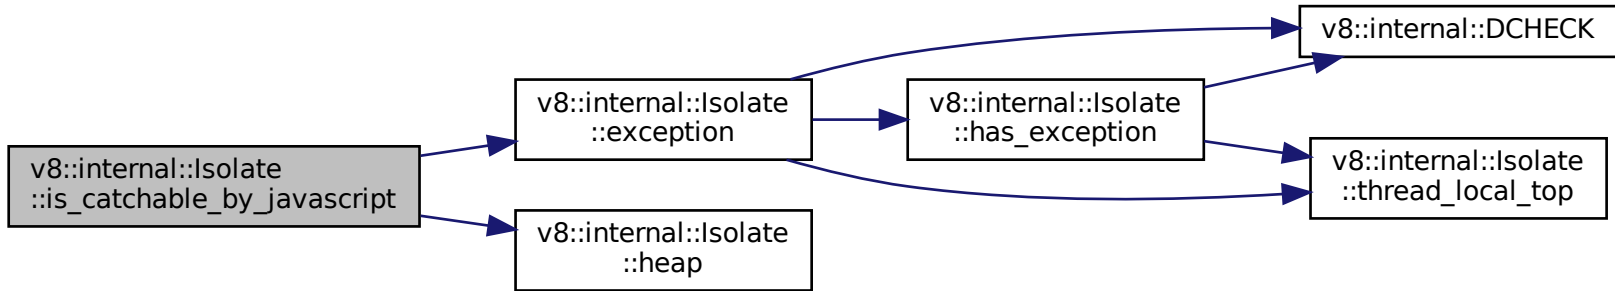 v8::internal::Isolate
::is_catchable_by_javascript
v8::internal::Isolate
::exception
v8::internal::Isolate
::heap
v8::internal::Isolate
::has_exception
v8::internal::DCHECK
v8::internal::Isolate
::thread_local_top